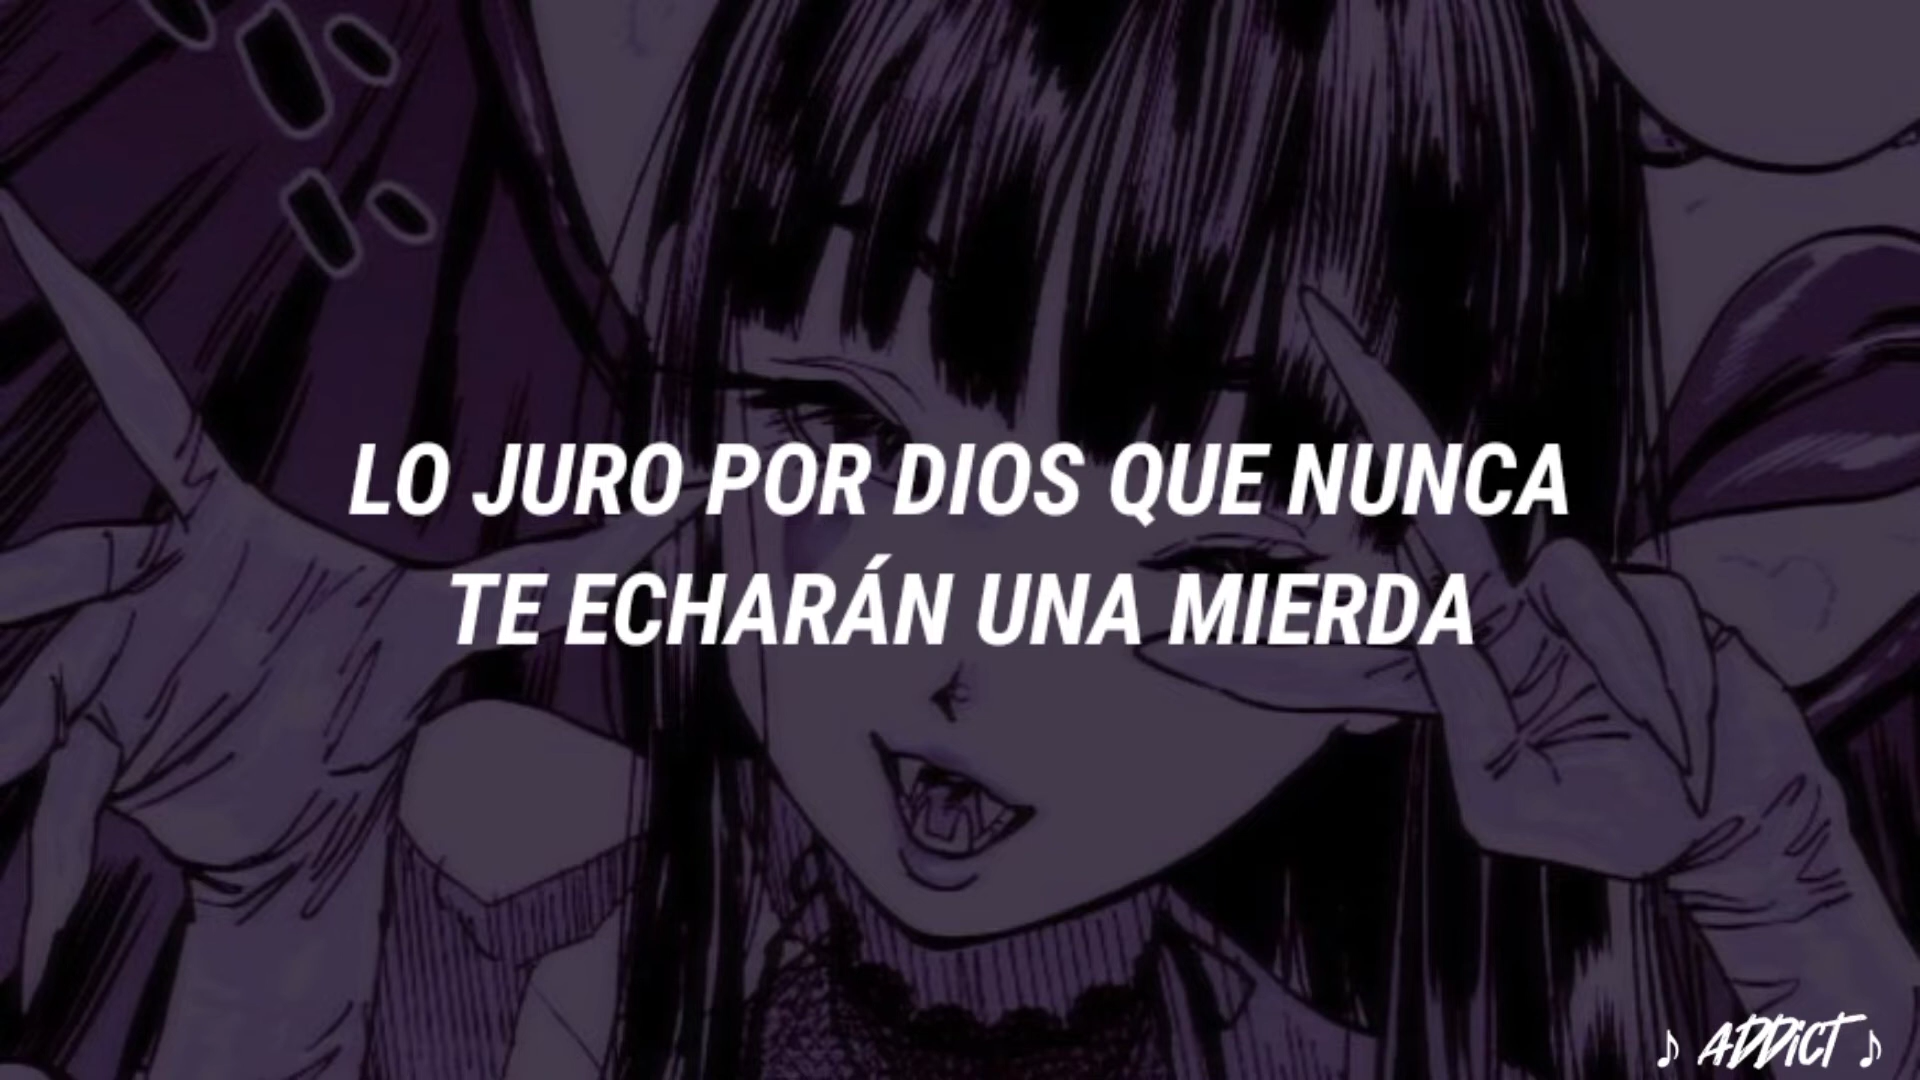 LO JURO POR DIOS QUE NUNCA
TE ECHARÁN UNA MIERDA
♪ ADDiCT ♪